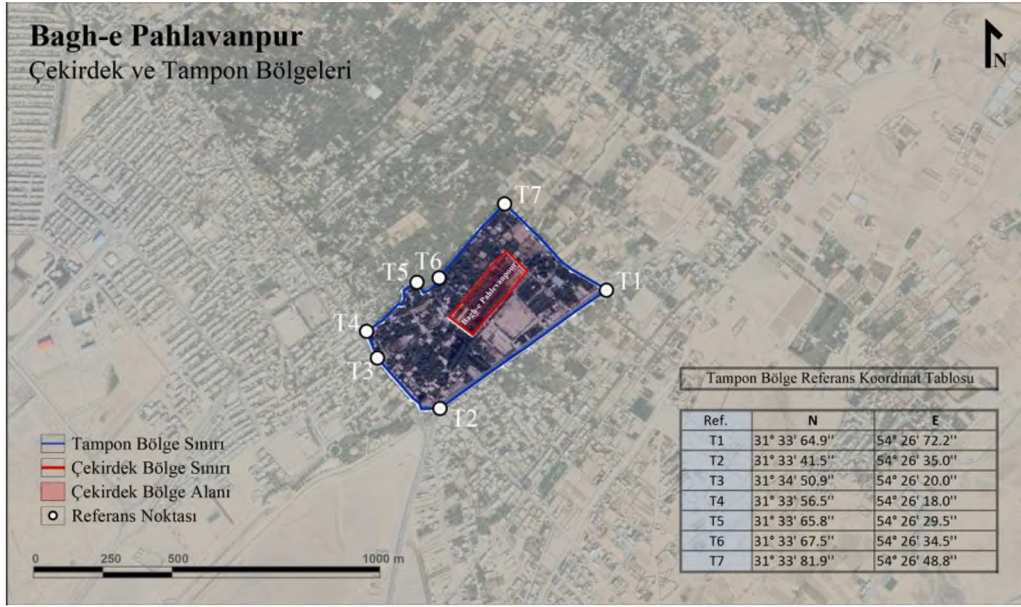 Bagh-e Pahlavanpur
Çekirdek ve Tampon Bölgeleri
N
T7
T6
T5
T1
Bagh-e Pahlevanpour
T4
T3
T2
Tampon Bölge Sınırı
Çekirdek Bölge Sınırı
Çekirdek Bölge Alanı
Referans Noktası
0 250 500 1000 m
Tampon Bölge Referans Koordinat Tablosu
Ref. N E
T1 31° 33' 64.9'' 54° 26' 72.2''
T2 31° 33' 41.5'' 54° 26' 35.0''
T3 31° 34' 50.9'' 54° 26' 20.0''
T4 31° 33' 56.5'' 54° 26' 18.0''
T5 31° 33' 65.8'' 54° 26' 29.5''
T6 31° 33' 67.5'' 54° 26' 34.5''
T7 31° 33' 81.9'' 54° 26' 48.8''